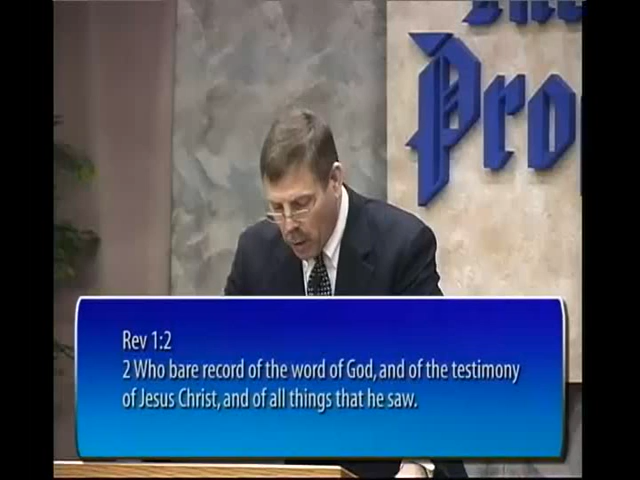 Pro
Rev 1:2
2 Who bare record of the word of God, and of the testimony
of Jesus Christ, and of all things that he saw.